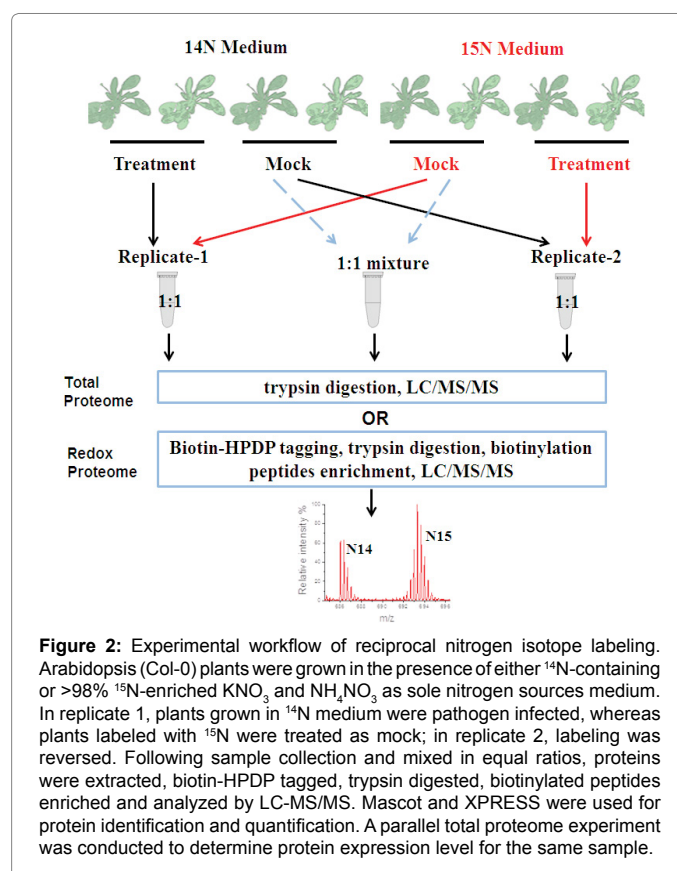 14N Medium 15N Medium
Treatment Mock Mock Treatment
Replicate-1 1:1 mixture Replicate-2
1:1 1:1
Total
Proteome
trypsin digestion, LC/MS/MS
OR
Redox
Proteome
Biotin-HPDP tagging, trypsin digestion, biotinylation
peptides enrichment, LC/MS/MS
Relative intensity %
100
80
60
40
20
0
N14 N15
m/z
Figure 2: Experimental workflow of reciprocal nitrogen isotope labeling.
Arabidopsis (Col-0) plants were grown in the presence of either ¹⁴N-containing
or >98% ¹⁵N-enriched KNO₃ and NH₄NO₃ as sole nitrogen sources medium.
In replicate 1, plants grown in ¹⁴N medium were pathogen infected, whereas
plants labeled with ¹⁵N were treated as mock; in replicate 2, labeling was
reversed. Following sample collection and mixed in equal ratios, proteins
were extracted, biotin-HPDP tagged, trypsin digested, biotinylated peptides
enriched and analyzed by LC-MS/MS. Mascot and XPRESS were used for
protein identification and quantification. A parallel total proteome experiment
was conducted to determine protein expression level for the same sample.